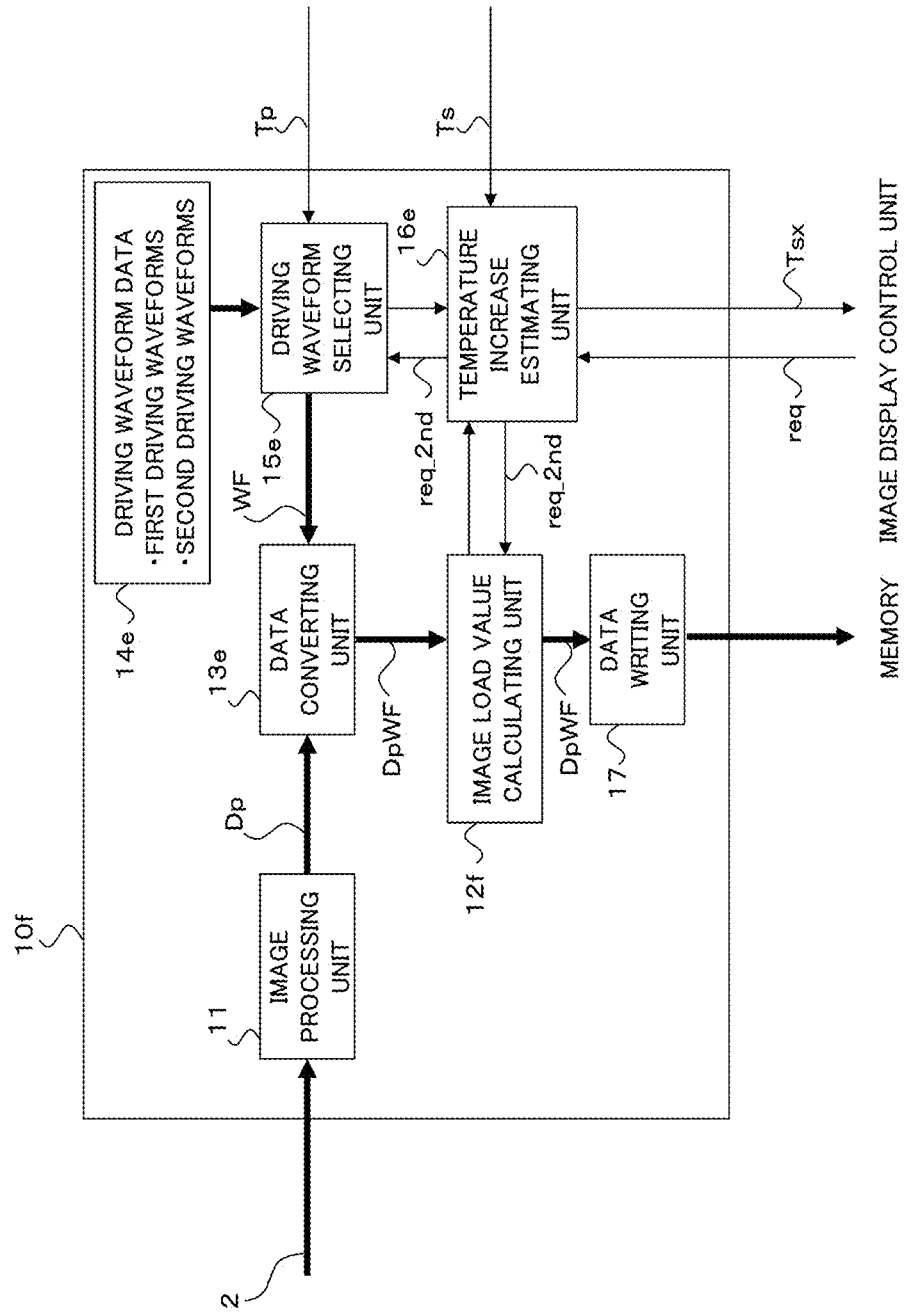 10f
14e
DRIVING WAVEFORM DATA
・FIRST DRIVING WAVEFORMS
・SECOND DRIVING WAVEFORMS
2
11
IMAGE
PROCESSING
UNIT
Dp
13e
DATA
CONVERTING
UNIT
WF
15e
DRIVING
WAVEFORM
SELECTING
UNIT
Tp
DpWF
req_2nd
16e
12f
IMAGE LOAD VALUE
CALCULATING UNIT
req_2nd
TEMPERATURE
INCREASE
ESTIMATING
UNIT
Ts
DpWF
17
DATA
WRITING
UNIT
req
Tsx
MEMORY
IMAGE DISPLAY CONTROL UNIT